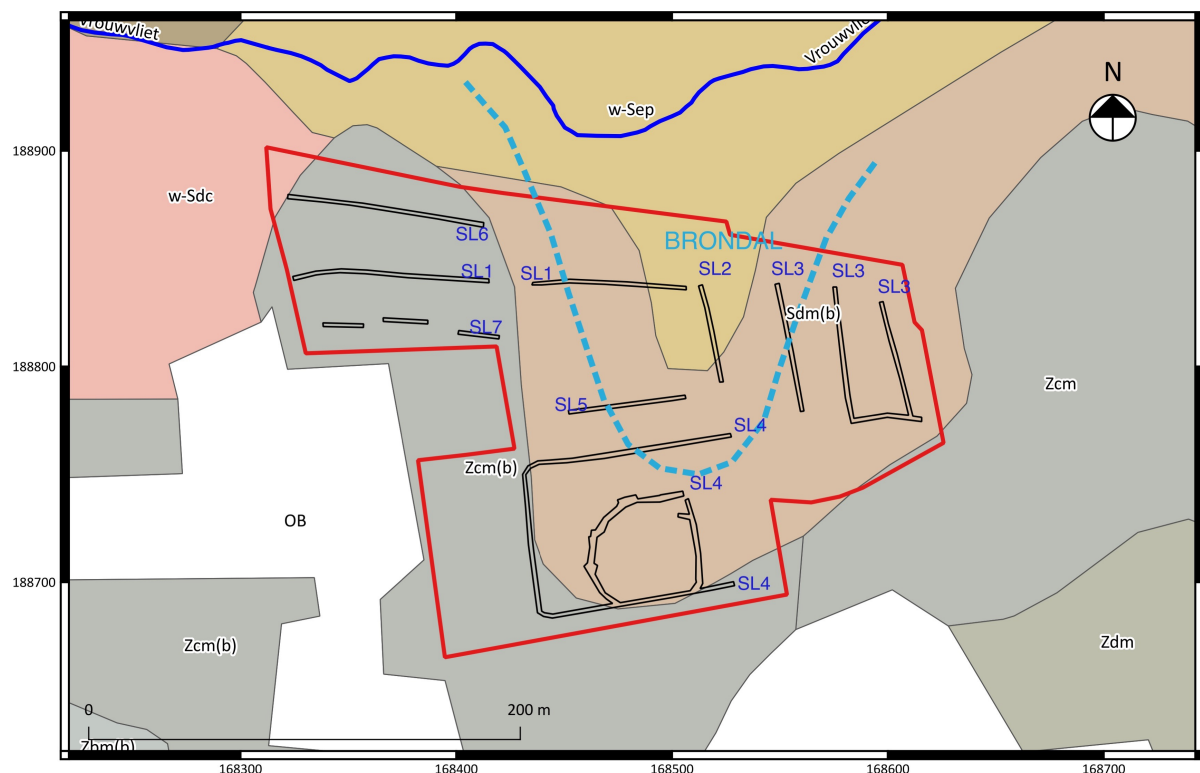 Vrouwvliet
Vrouwvlie
N
w-Sep
188900
w-Sdc
SL6
BRONDAL
SL1
SL1
SL2
SL3
SL3
SL3
Sdm(b)
SL7
188800
Zcm
SL5
SL4
Zcm(b)
SL4
OB
188700
SL4
Zcm(b)
Zdm
0
200 m
Zbm(b)
168300
168400
168500
168600
168700